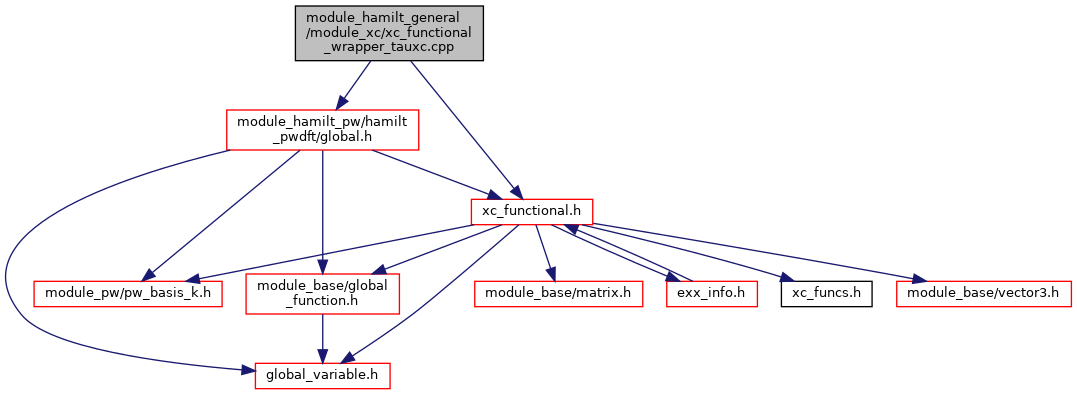 module_hamilt_general
/module_xc/xc_functional
_wrapper_tauxc.cpp
module_hamilt_pw/hamilt
_pwdft/global.h
xc_functional.h
module_pw/pw_basis_k.h
module_base/global
_function.h
module_base/matrix.h
exx_info.h
xc_funcs.h
module_base/vector3.h
global_variable.h